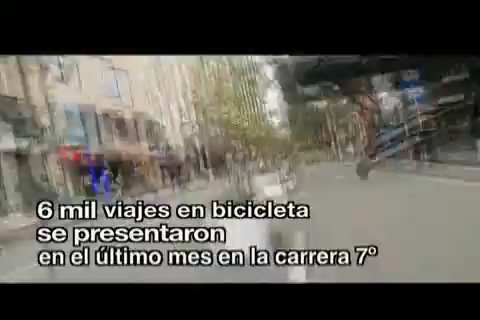 6 mil viajes en bicicleta
se presentaron
en el último mes en la carrera 7º